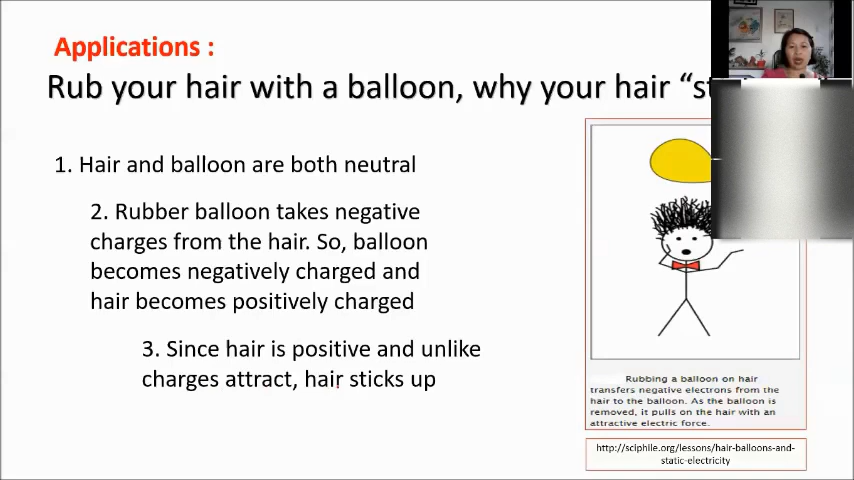 Applications :
Rub your hair with a balloon, why your hair “st
1. Hair and balloon are both neutral
2. Rubber balloon takes negative
charges from the hair. So, balloon
becomes negatively charged and
hair becomes positively charged
3. Since hair is positive and unlike
charges attract, hair sticks up
Rubbing a balloon on hair
transfers negative electrons from the
hair to the balloon. As the balloon is
removed, it pulls on the hair with an
attractive electric force.
http://sciphile.org/lessons/hair-balloons-and-
static-electricity